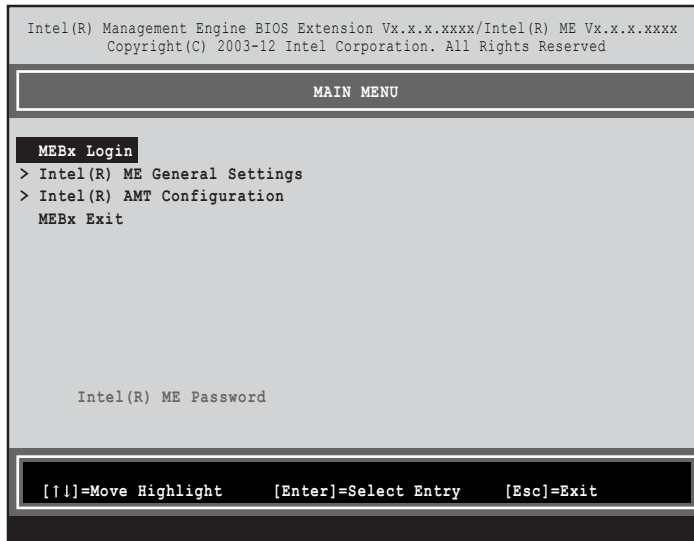 Intel(R) Management Engine BIOS Extension Vx.x.x.xxxx/Intel(R) ME Vx.x.x.xxxx
Copyright(C) 2003-12 Intel Corporation. All Rights Reserved
MAIN MENU
MEBx Login
> Intel(R) ME General Settings
> Intel(R) AMT Configuration
MEBx Exit
Intel(R) ME Password
[↑↓]=Move Highlight [Enter]=Select Entry [Esc]=Exit